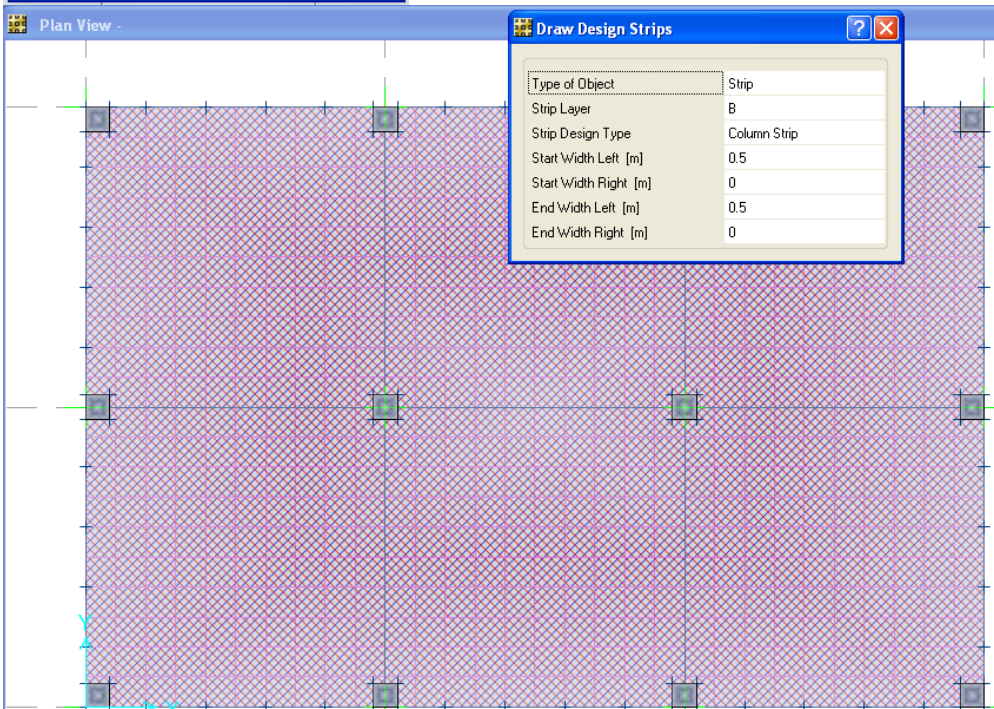 Plan View -
Draw Design Strips
Type of Object Strip
Strip Layer B
Strip Design Type Column Strip
Start Width Left [m] 0.5
Start Width Right [m] 0
End Width Left [m] 0.5
End Width Right [m] 0
Y
X